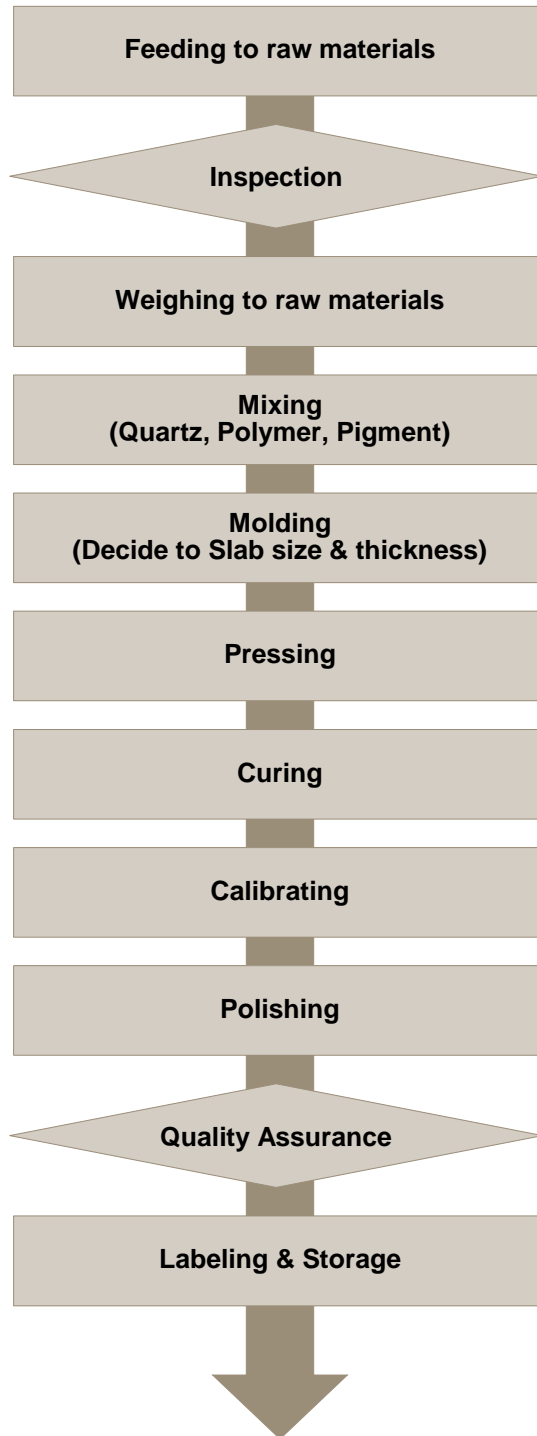 Feeding to raw materials
Inspection
Weighing to raw materials
Mixing
(Quartz, Polymer, Pigment)
Molding
(Decide to Slab size & thickness)
Pressing
Curing
Calibrating
Polishing
Quality Assurance
Labeling & Storage